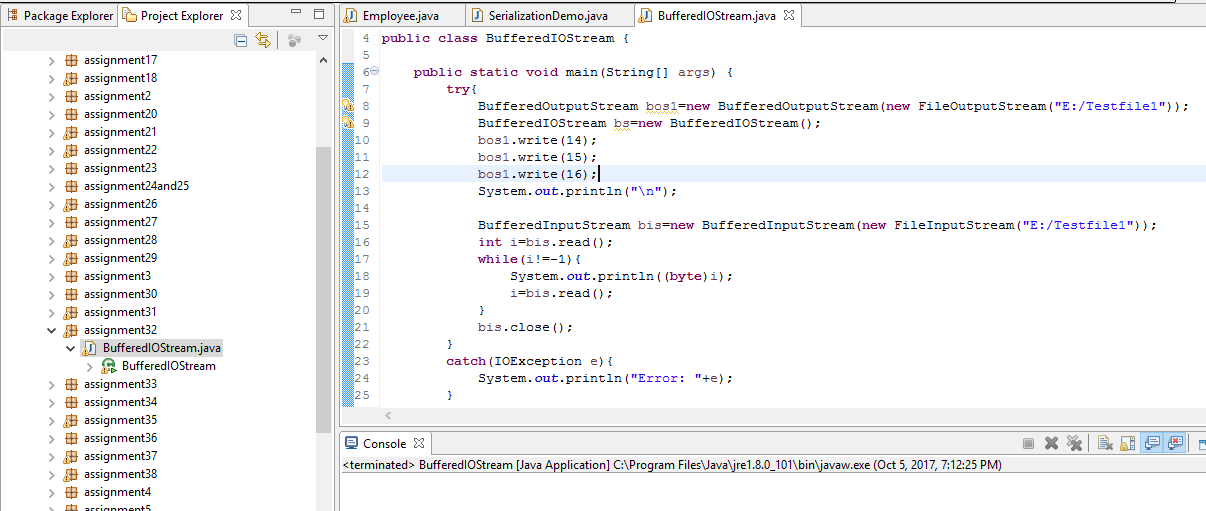 Package Explorer
Project Explorer
assignment17
assignment18
assignment2
assignment20
assignment21
assignment22
assignment23
assignment24and25
assignment26
assignment27
assignment28
assignment29
assignment3
assignment30
assignment31
assignment32
BufferedIOStream.java
BufferedIOStream
assignment33
assignment34
assignment35
assignment36
assignment37
assignment38
assignment4
assignment5
Employee.java
SerializationDemo.java
BufferedIOStream.java
4 public class BufferedIOStream {
5
6     public static void main(String[] args) {
7         try{
8             BufferedOutputStream bos1=new BufferedOutputStream(new FileOutputStream("E:/Testfile1"));
9             BufferedIOStream bs=new BufferedIOStream();
10             bos1.write(14);
11             bos1.write(15);
12             bos1.write(16);
13             System.out.println("\n");
14
15             BufferedInputStream bis=new BufferedInputStream(new FileInputStream("E:/Testfile1"));
16             int i=bis.read();
17             while(i!=-1){
18                 System.out.println((byte)i);
19                 i=bis.read();
20             }
21             bis.close();
22         }
23         catch(IOException e){
24             System.out.println("Error: "+e);
25         }
Console
<terminated> BufferedIOStream [Java Application] C:\Program Files\Java\jre1.8.0_101\bin\javaw.exe (Oct 5, 2017, 7:12:25 PM)